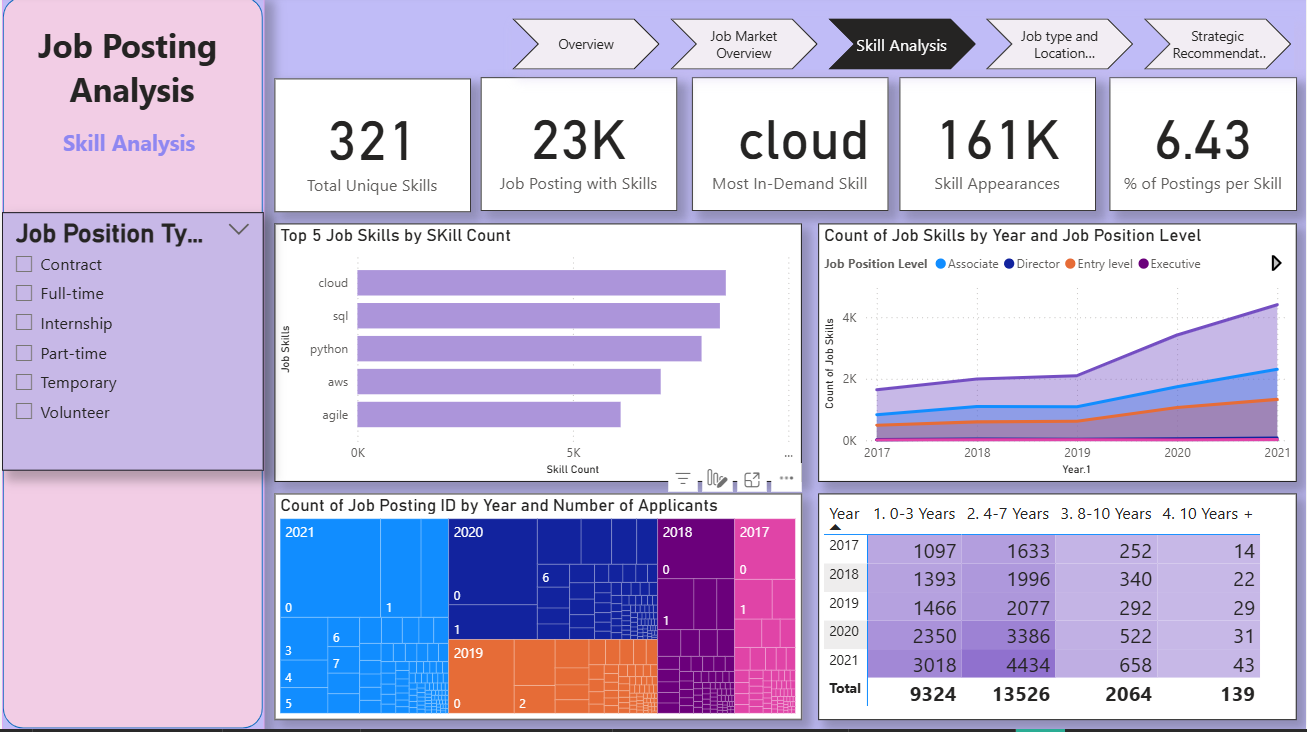 Job Posting
Analysis
Skill Analysis
Overview
Job Market
Overview
Skill Analysis
Job type and
Location...
Strategic
Recommendat..
321
Total Unique Skills
23K
Job Posting with Skills
cloud
Most In-Demand Skill
161K
Skill Appearances
6.43
% of Postings per Skill
Job Position Ty...
Contract
Full-time
Internship
Part-time
Temporary
Volunteer
Top 5 Job Skills by SKill Count
Job Skills
cloud
sql
python
aws
agile
0K 5K ...
Skill Count
Count of Job Skills by Year and Job Position Level
Job Position Level Associate Director Entry level Executive
Count of Job Skills
4K
2K
0K
2017 2018 2019 2020 2021
Year.1
Count of Job Posting ID by Year and Number of Applicants
2021
0
1
3
4
5
6
7
2020
0
1
6
2019
0
2
2018
0
1
2017
0
1
Year 1. 0-3 Years 2. 4-7 Years 3. 8-10 Years 4. 10 Years +
2017 1097 1633 252 14
2018 1393 1996 340 22
2019 1466 2077 292 29
2020 2350 3386 522 31
2021 3018 4434 658 43
Total 9324 13526 2064 139